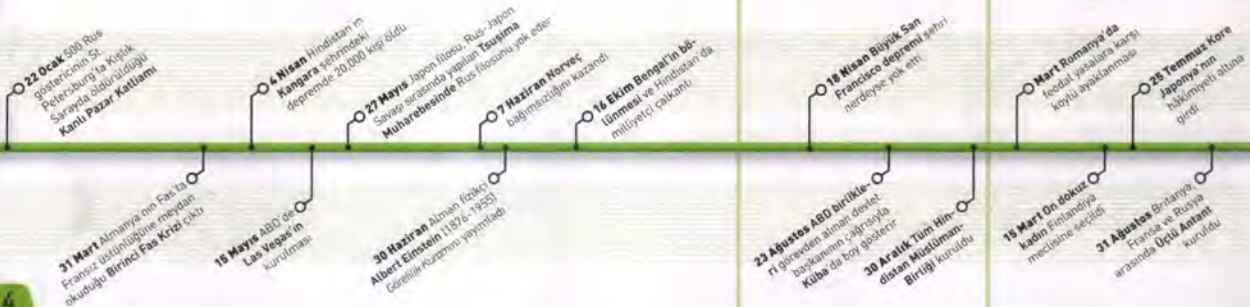 22 Ocak 500 Rus
göstericinin St.
Petersburg'ta Kışlık
Sarayda öldürüldüğü
Kanlı Pazar Katliamı
31 Mart Almanya'nın Fas'ta
Fransız üstünlüğüne meydan
okuduğu Birinci Fas Krizi çıktı
4 Nisan Hindistan'ın
Kangara şehrindeki
depremde 20.000 kişi öldü
15 Mayıs ABD'de
Las Vegas'ın
kurulması
27 Mayıs Japon filosu, Rus-Japon
Savaşı sırasında yapılan Tsuşima
Muharebesinde Rus filosunu yok eder
7 Haziran Norveç
bağımsızlığını kazandı
30 Haziran Alman fizikçi
Albert Einstein (1876-1955)
Görelilik Kuramını yayımladı
16 Ekim Bengal'in bö-
lünmesi ve Hindistan'da
milliyetçi çalkantı
18 Nisan Büyük San
Francisco depremi şehri
nerdeyse yok etti
23 Ağustos ABD birlikle-
ri görevden alınan devlet
başkanının çağrısıyla
Küba'da boy gösterir
30 Aralık Tüm Hin-
distan Müslüman-
Birliği kuruldu
Mart Romanya'da
feodal yasalara karşı
köylü ayaklanması
15 Mart On dokuz
kadın Finlandiya
meclisine seçildi
25 Temmuz Kore
Japonya'nın
hâkimiyeti altına
girdi
31 Ağustos Britanya,
Fransa ve Rusya
arasında Üçlü Antant
kuruldu
4